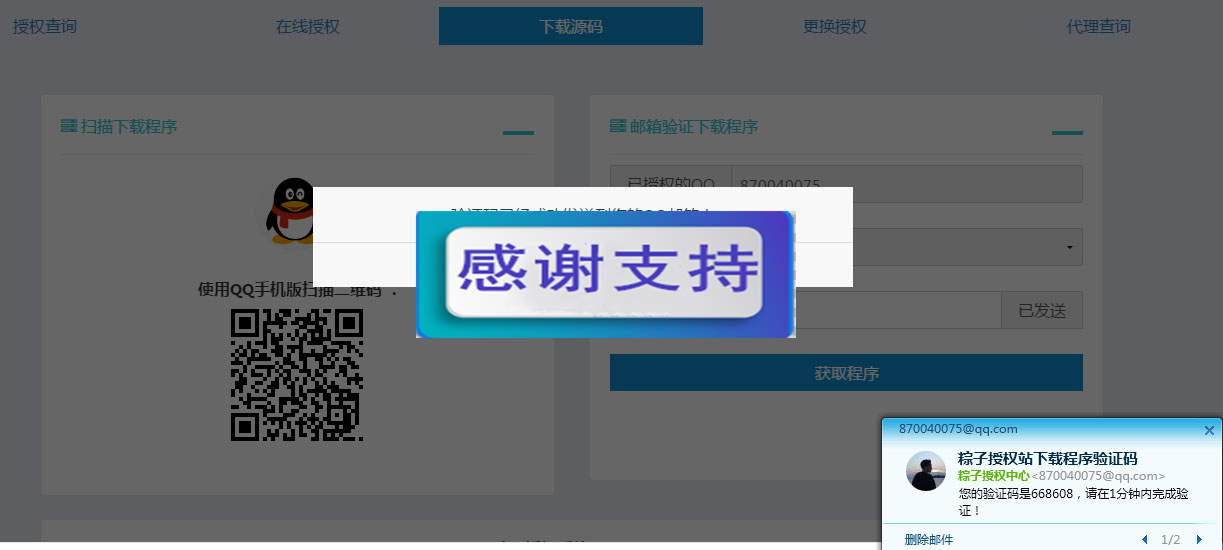 授权查询
在线授权
下载源码
更换授权
代理查询
扫描下载程序
邮箱验证下载程序
已授权的QQ
870040075
感谢支持
使用QQ手机版扫描二维码
已发送
获取程序
870040075@qq.com
粽子授权站下载程序验证码
粽子授权中心<870040075@qq.com>
您的验证码是668608，请在1分钟内完成验
证！
删除邮件
1/2